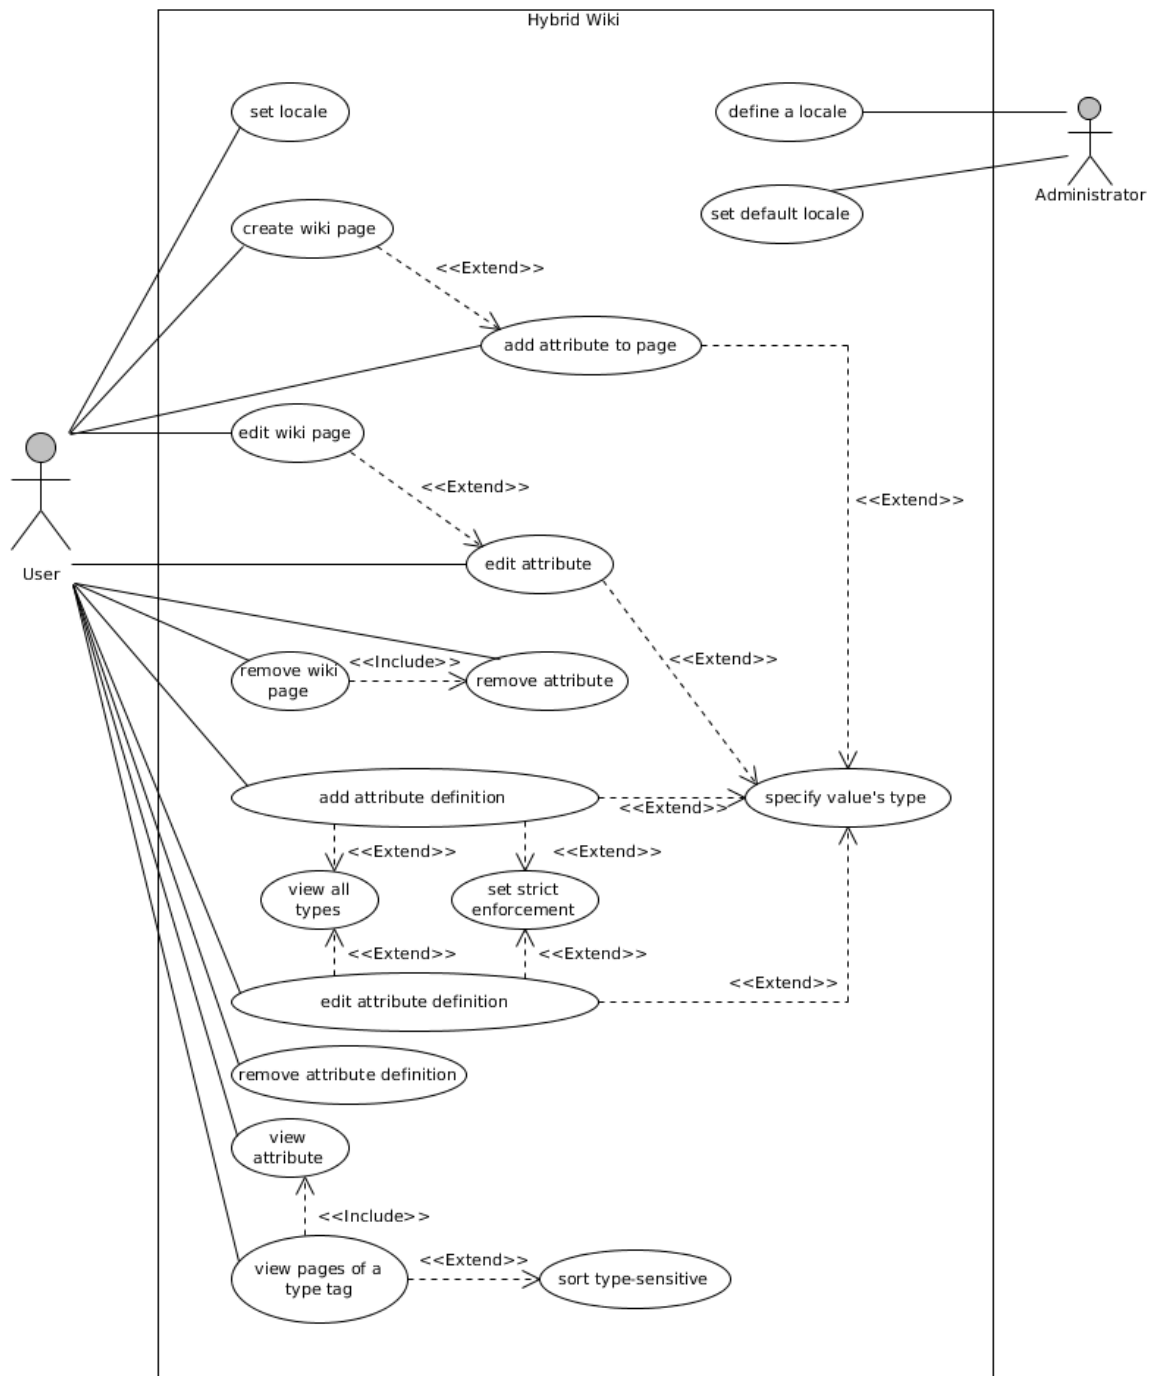 Hybrid Wiki
set locale
define a locale
Administrator
set default locale
create wiki page
<<Extend>>
add attribute to page
edit wiki page
<<Extend>>
<<Extend>>
edit attribute
User
<<Extend>>
remove wiki
page
<<Include>>
remove attribute
add attribute definition
<<Extend>>
specify value's type
<<Extend>>
<<Extend>>
view all
types
set strict
enforcement
<<Extend>>
<<Extend>>
edit attribute definition
<<Extend>>
remove attribute definition
view
attribute
<<Include>>
view pages of a
type tag
<<Extend>>
sort type-sensitive